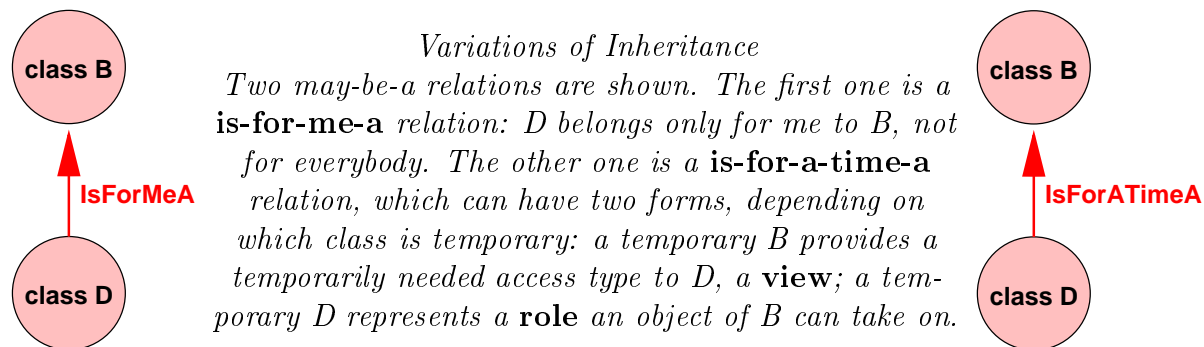 class B
IsForMeA
class D
Variations of Inheritance
Two may-be-a relations are shown. The first one is a
is-for-me-a relation: D belongs only for me to B, not
for everybody. The other one is a is-for-a-time-a
relation, which can have two forms, depending on
which class is temporary: a temporary B provides a
temporarily needed access type to D, a view; a tem-
porary D represents a role an object of B can take on.
class B
IsForATimeA
class D